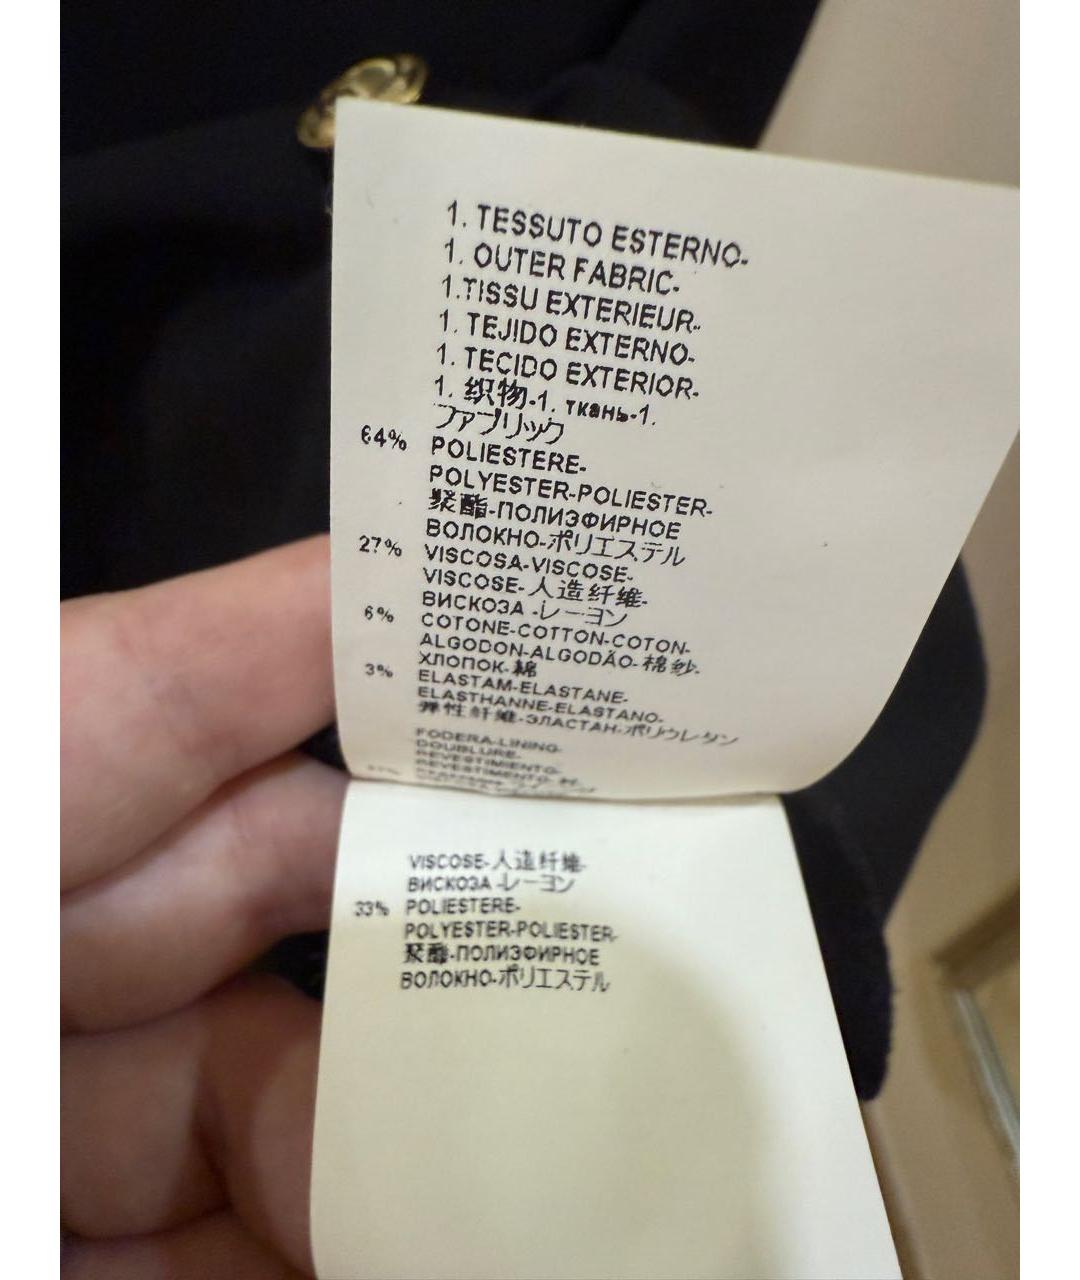 1. TESSUTO ESTERNO-
1. OUTER FABRIC-
1.TISSU EXTERIEUR-
1. TEJIDO EXTERNO-
1. TECIDO EXTERIOR-
1. 织物-1. ткань-1.
ファブリック
64% POLIESTERE-
POLYESTER-POLIESTER-
聚酯-ПОЛИЭФИРНОЕ
ВОЛОКНО-ポリエステル
27% VISCOSA-VISCOSE-
VISCOSE-人造纤维-
ВИСКОЗА -レーヨン
6% COTONE-COTTON-COTON-
ALGODON-ALGODÃO-棉纱-
ХЛОПОК-綿
3% ELASTAM-ELASTANE-
ELASTHANNE-ELASTANO-
弹性纤维-ЭЛАСТАН-ポリウレタン
FODERA-LINING-
DOUBLURE-
REVESTIMIENTO-
REVESTIMENTO-
VISCOSE-人造纤维-
ВИСКОЗА -レーヨン
33% POLIESTERE-
POLYESTER-POLIESTER-
聚酯-ПОЛИЭФИРНОЕ
ВОЛОКНО-ポリエステル